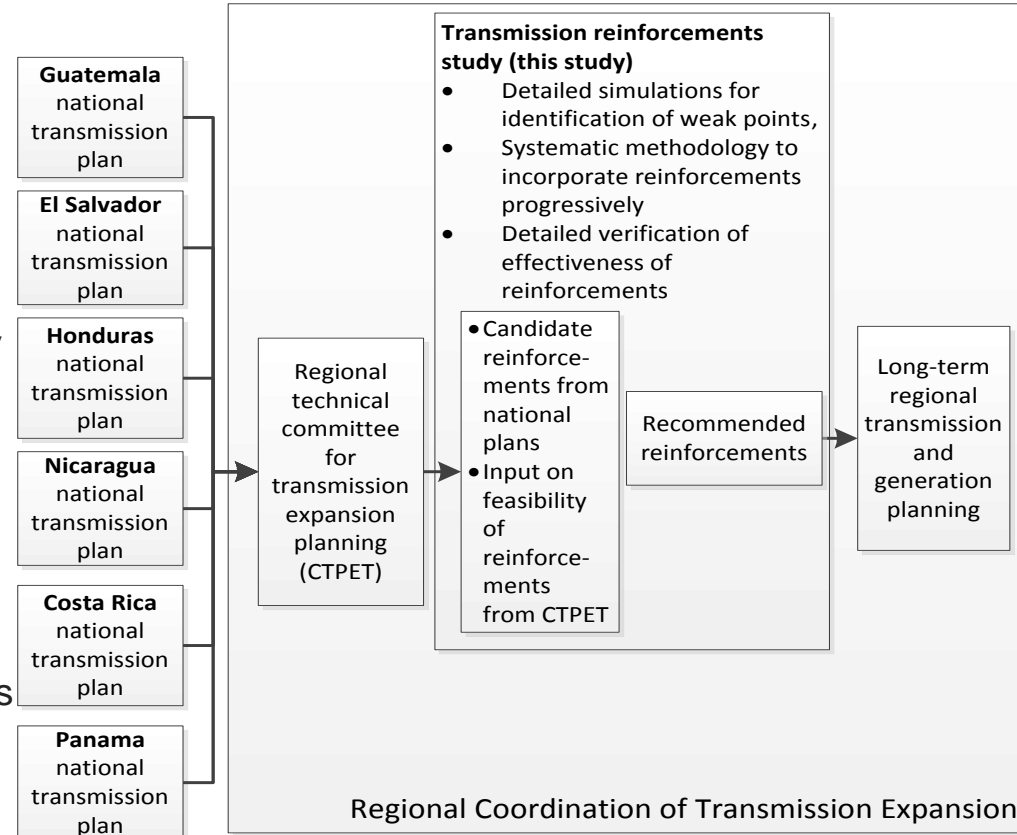 Guatemala
national
transmission
plan
El Salvador
national
transmission
plan
Honduras
national
transmission
plan
Nicaragua
national
transmission
plan
Costa Rica
national
transmission
plan
s
Panama
national
transmission
plan
Regional
technical
committee
for
transmission
expansion
planning
(CTPET)
Transmission reinforcements
study (this study)
• Detailed simulations for
identification of weak points,
• Systematic methodology to
incorporate reinforcements
progressively
• Detailed verification of
effectiveness of
reinforcements
• Candidate
reinforce-
ments from
national
plans
• Input on
feasibility
of
reinforce-
ments
from CTPET
Recommended
reinforcements
Long-term
regional
transmission
and
generation
planning
Regional Coordination of Transmission Expansion